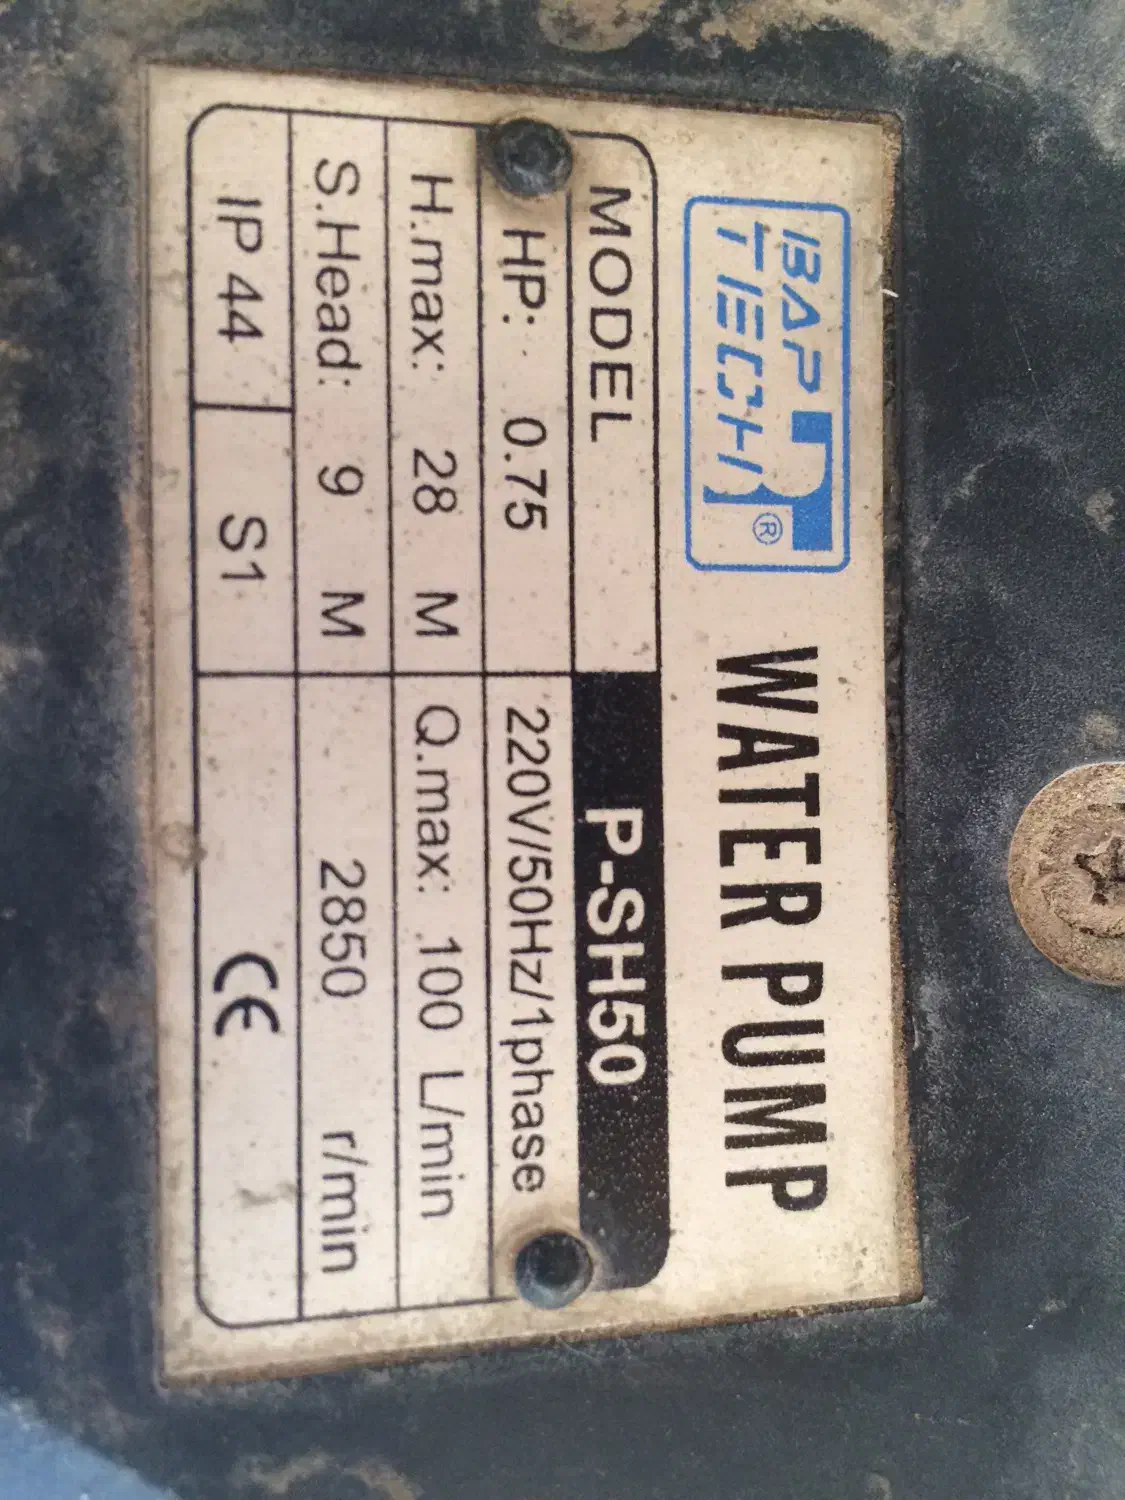 BAP
TECH ®
WATER PUMP
MODEL P-SH50
HP: 0.75 220V/50Hz/1phase
H.max: 28 M Q.max: 100 L/min
S.Head: 9 M 2850 r/min
IP 44 S1 CE